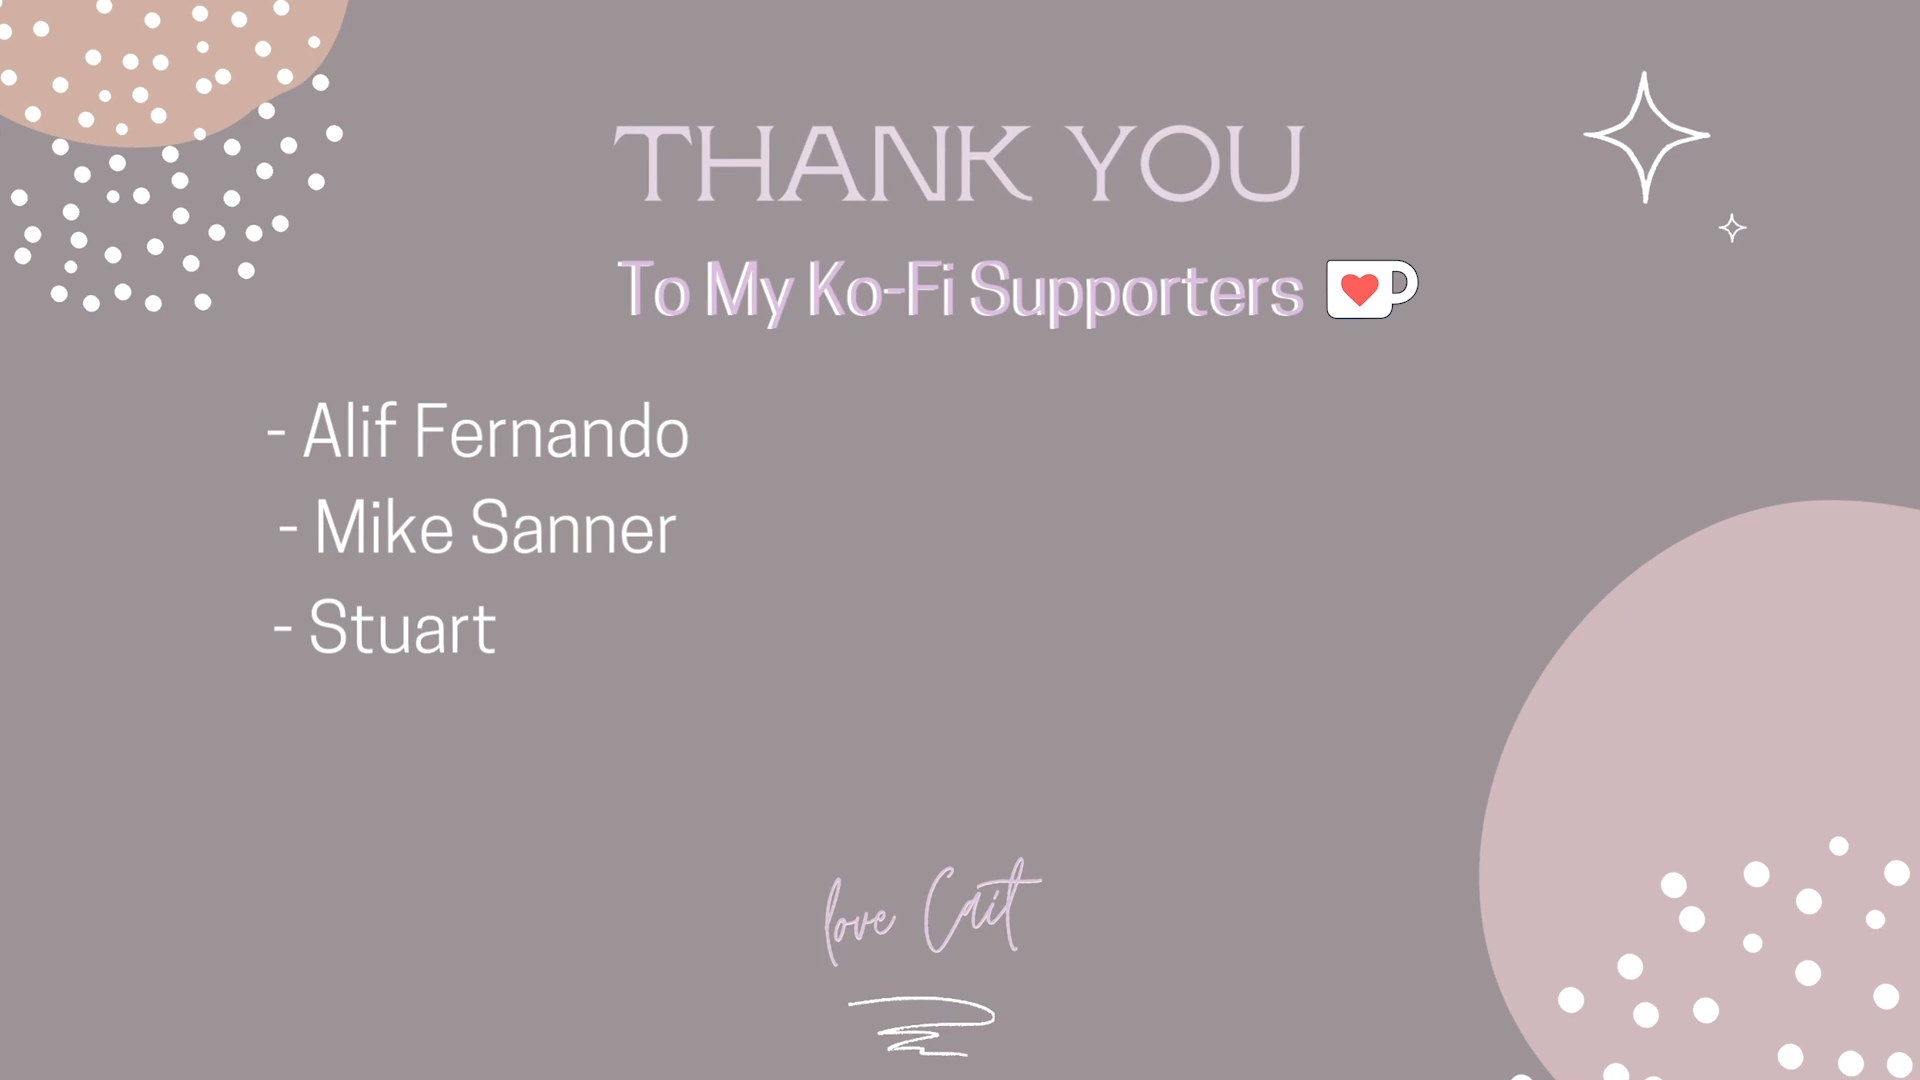 THANK YOU
To My Ko-Fi Supporters
- Alif Fernando
- Mike Sanner
- Stuart
love Cait